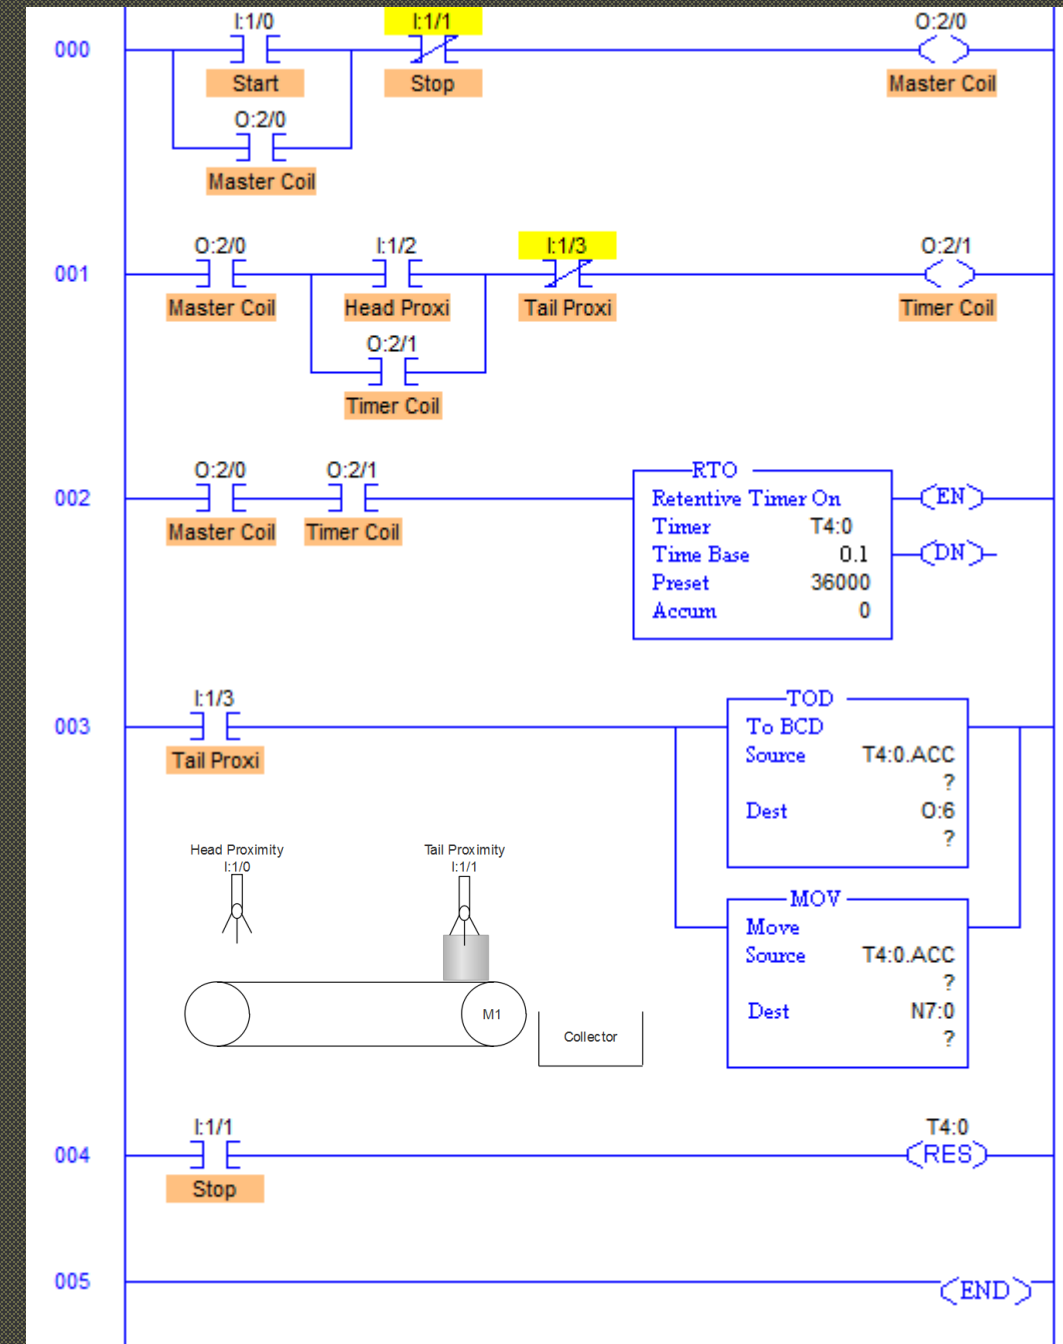 I:1/0 I:1/1 O:2/0
000
Start Stop Master Coil
O:2/0
Master Coil
O:2/0 I:1/2 I:1/3 O:2/1
001
Master Coil Head Proxi Tail Proxi Timer Coil
O:2/1
Timer Coil
O:2/0 O:2/1 RTO
002 Retentive Timer On EN
Master Coil Timer Coil Timer T4:0
Time Base 0.1 DN
Preset 36000
Accum 0
I:1/3 TOD
003 To BCD
Tail Proxi Source T4:0.ACC
?
Dest O:6
?
Head Proximity Tail Proximity
I:1/0 I:1/1
MOV
Move
Source T4:0.ACC
?
M1 Dest N7:0
Collector ?
I:1/1 T4:0
004 RES
Stop
005 END